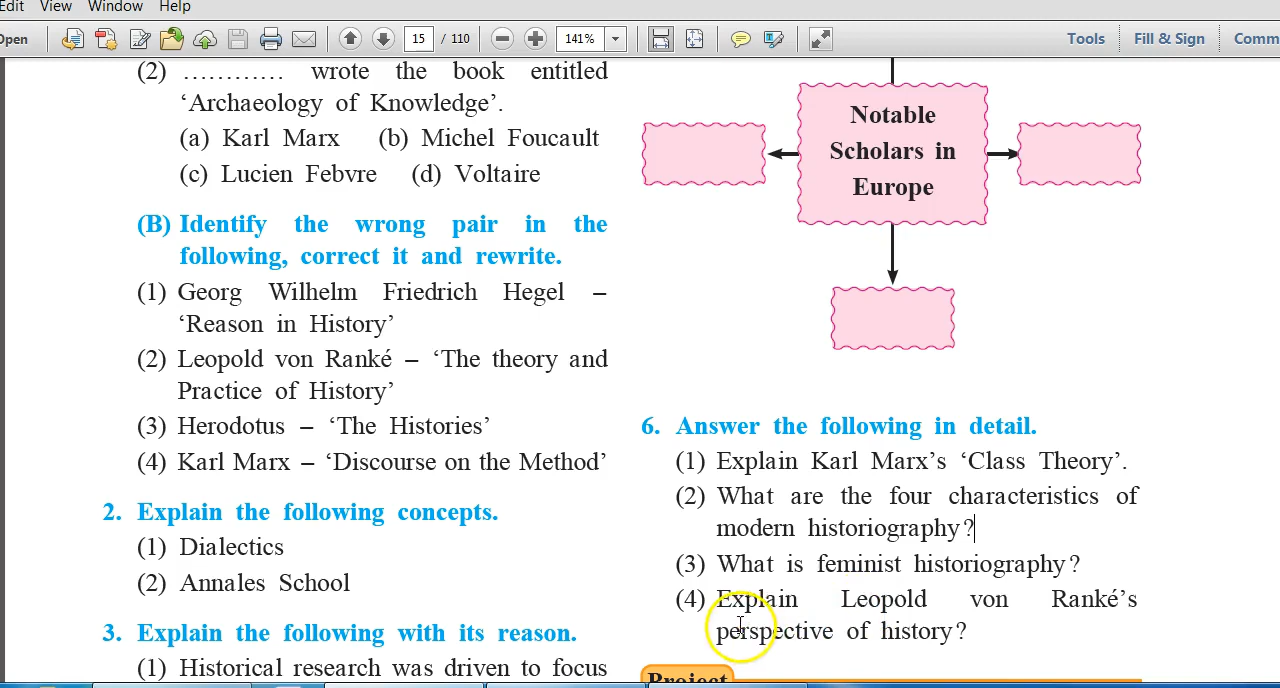 Edit View Window Help
Open 15 / 110 141% Tools Fill & Sign Comm
(2) ………… wrote the book entitled
‘Archaeology of Knowledge’.
(a) Karl Marx (b) Michel Foucault
(c) Lucien Febvre (d) Voltaire
(B) Identify the wrong pair in the
following, correct it and rewrite.
(1) Georg Wilhelm Friedrich Hegel –
‘Reason in History’
(2) Leopold von Ranké – ‘The theory and
Practice of History’
(3) Herodotus – ‘The Histories’
(4) Karl Marx – ‘Discourse on the Method’
2. Explain the following concepts.
(1) Dialectics
(2) Annales School
3. Explain the following with its reason.
(1) Historical research was driven to focus
Notable
Scholars in
Europe
6. Answer the following in detail.
(1) Explain Karl Marx’s ‘Class Theory’.
(2) What are the four characteristics of
modern historiography?
(3) What is feminist historiography?
(4) Explain Leopold von Ranké’s
perspective of history?
Project